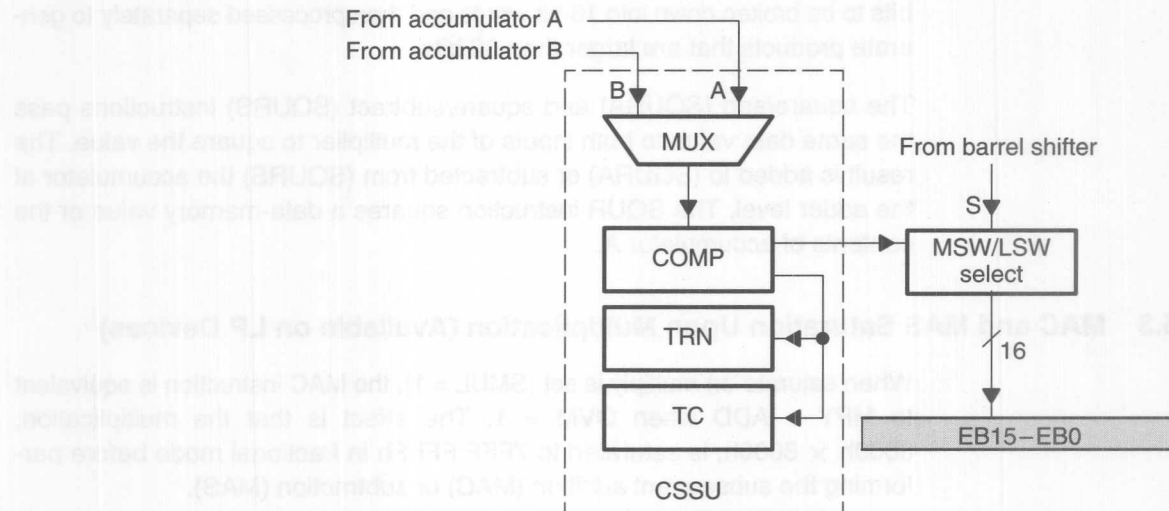 From accumulator A
From accumulator B
B A
MUX
From barrel shifter
S
COMP
MSW/LSW
select
TRN
16
TC
EB15–EB0
CSSU